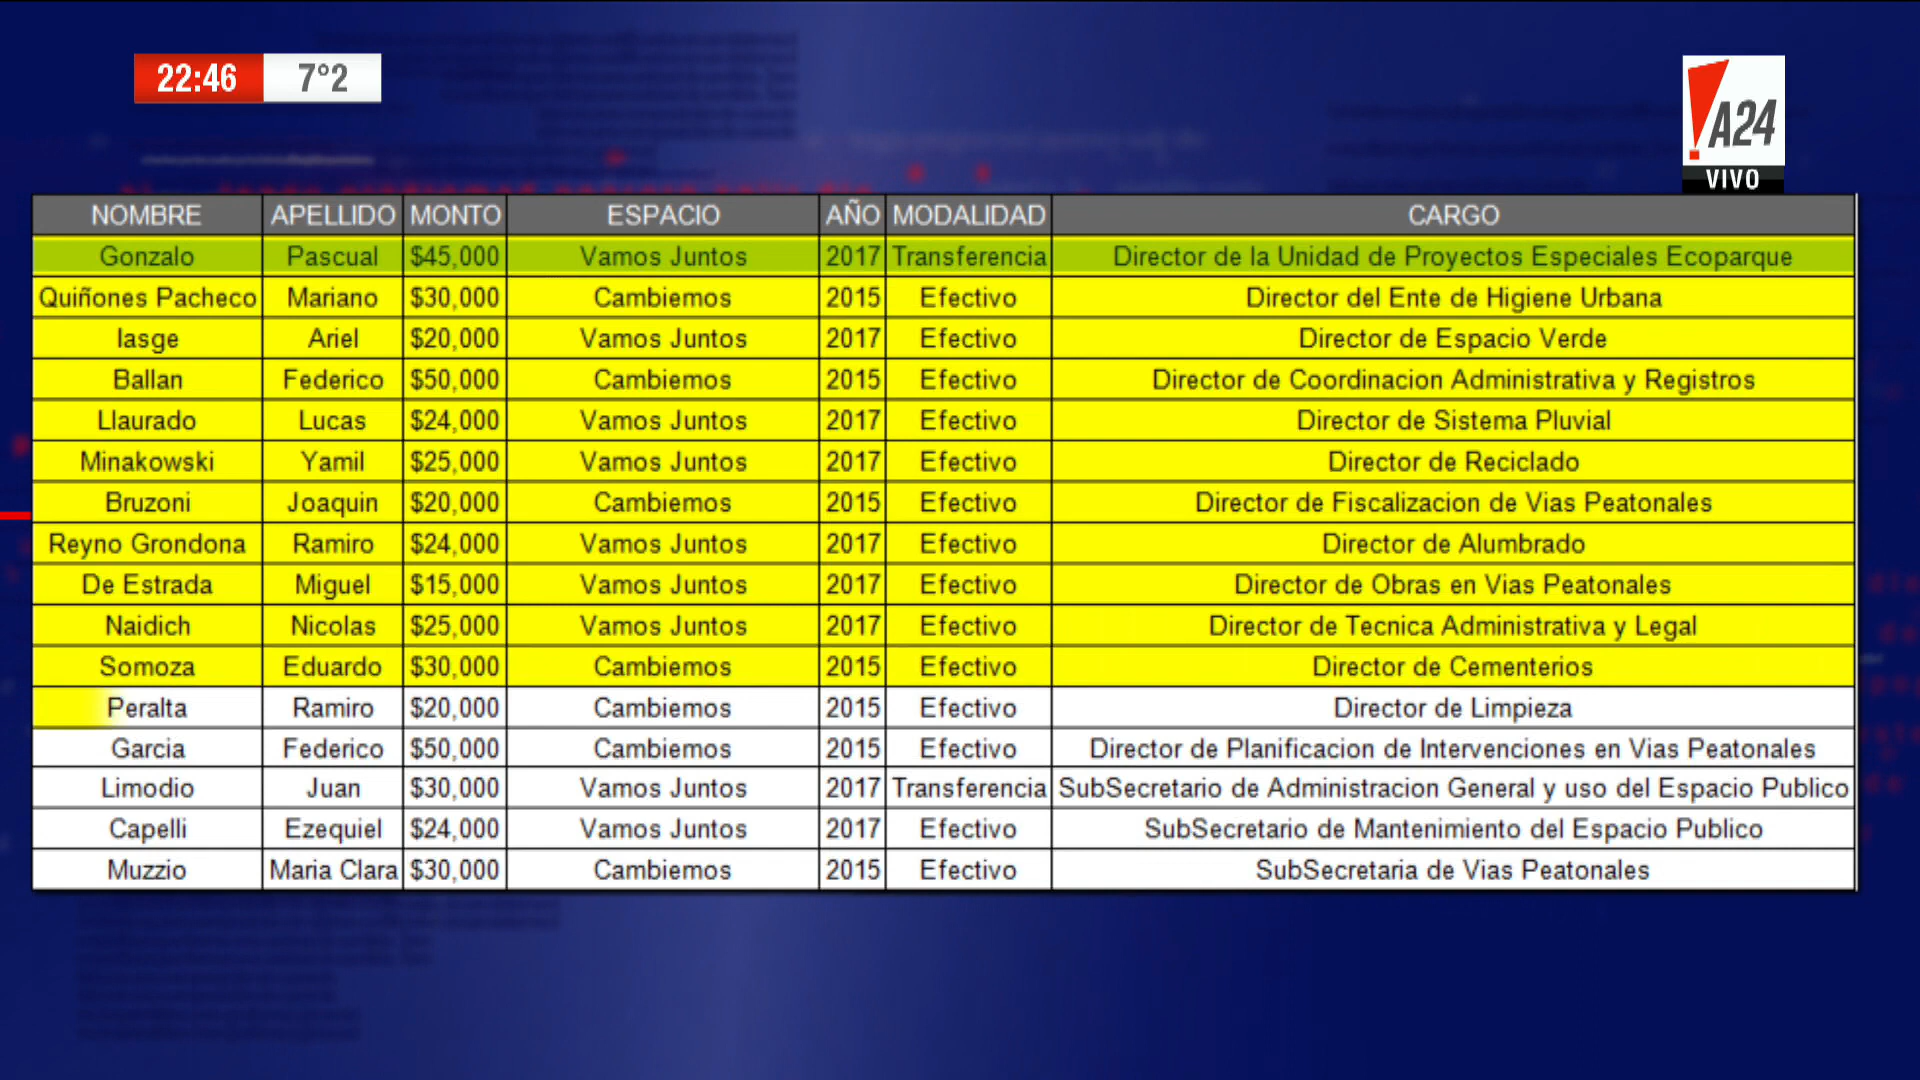 22:46 7°2
A24
VIVO
NOMBRE APELLIDO MONTO ESPACIO AÑO MODALIDAD CARGO
Gonzalo Pascual $45,000 Vamos Juntos 2017 Transferencia Director de la Unidad de Proyectos Especiales Ecoparque
Quiñones Pacheco Mariano $30,000 Cambiemos 2015 Efectivo Director del Ente de Higiene Urbana
Iasge Ariel $20,000 Vamos Juntos 2017 Efectivo Director de Espacio Verde
Ballan Federico $50,000 Cambiemos 2015 Efectivo Director de Coordinacion Administrativa y Registros
Llaurado Lucas $24,000 Vamos Juntos 2017 Efectivo Director de Sistema Pluvial
Minakowski Yamil $25,000 Vamos Juntos 2017 Efectivo Director de Reciclado
Bruzoni Joaquin $20,000 Cambiemos 2015 Efectivo Director de Fiscalizacion de Vias Peatonales
Reyno Grondona Ramiro $24,000 Vamos Juntos 2017 Efectivo Director de Alumbrado
De Estrada Miguel $15,000 Vamos Juntos 2017 Efectivo Director de Obras en Vias Peatonales
Naidich Nicolas $25,000 Vamos Juntos 2017 Efectivo Director de Tecnica Administrativa y Legal
Somoza Eduardo $30,000 Cambiemos 2015 Efectivo Director de Cementerios
Peralta Ramiro $20,000 Cambiemos 2015 Efectivo Director de Limpieza
Garcia Federico $50,000 Cambiemos 2015 Efectivo Director de Planificacion de Intervenciones en Vias Peatonales
Limodio Juan $30,000 Vamos Juntos 2017 Transferencia SubSecretario de Administracion General y uso del Espacio Publico
Capelli Ezequiel $24,000 Vamos Juntos 2017 Efectivo SubSecretario de Mantenimiento del Espacio Publico
Muzzio Maria Clara $30,000 Cambiemos 2015 Efectivo SubSecretaria de Vias Peatonales